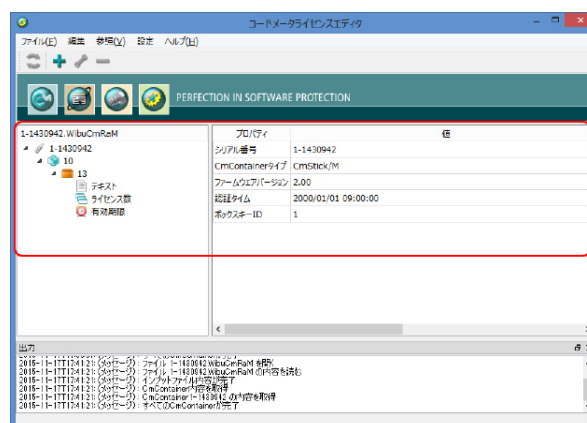 コードメータライセンスエディタ
ファイル(F) 編集 参照(V) 設定 ヘルプ(H)
PERFECTION IN SOFTWARE PROTECTION
1-1430942.WibuCmRaM
1-1430942
10
13
テキスト
ライセンス数
有効期限
プロパティ 値
シリアル番号 1-1430942
CmContainerタイプ CmStick/M
ファームウェアバージョン 2.00
認証タイム 2000/01/01 09:00:00
ボックスキーID 1
出力
2015-11-17T17:41:21: (メッセージ): ファイル 1-1430942.WibuCmRaM を開く
2015-11-17T17:41:21: (メッセージ): ファイル 1-1430942.WibuCmRaM の内容を読む
2015-11-17T17:41:21: (メッセージ): インプットファイル内容が完了
2015-11-17T17:41:21: (メッセージ): CmContainer内容を取得
2015-11-17T17:41:21: (メッセージ): CmContainer 1-1430942 の内容を取得
2015-11-17T17:41:21: (メッセージ): すべてのCmContainerが完了